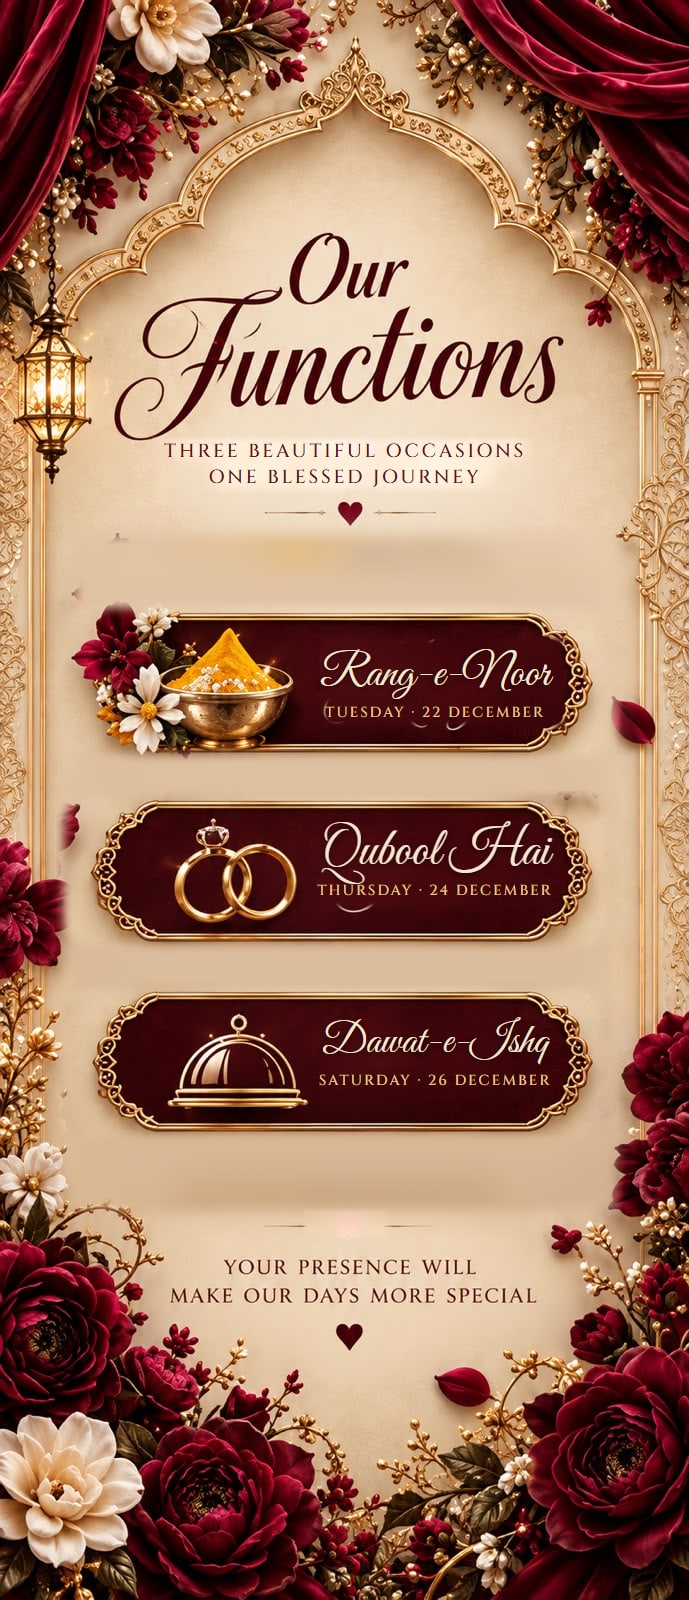 Our
Functions
THREE BEAUTIFUL OCCASIONS
ONE BLESSED JOURNEY
Rang-e-Noor
TUESDAY · 22 DECEMBER
Qubool Hai
THURSDAY · 24 DECEMBER
Dawat-e-Ishq
SATURDAY · 26 DECEMBER
YOUR PRESENCE WILL
MAKE OUR DAYS MORE SPECIAL